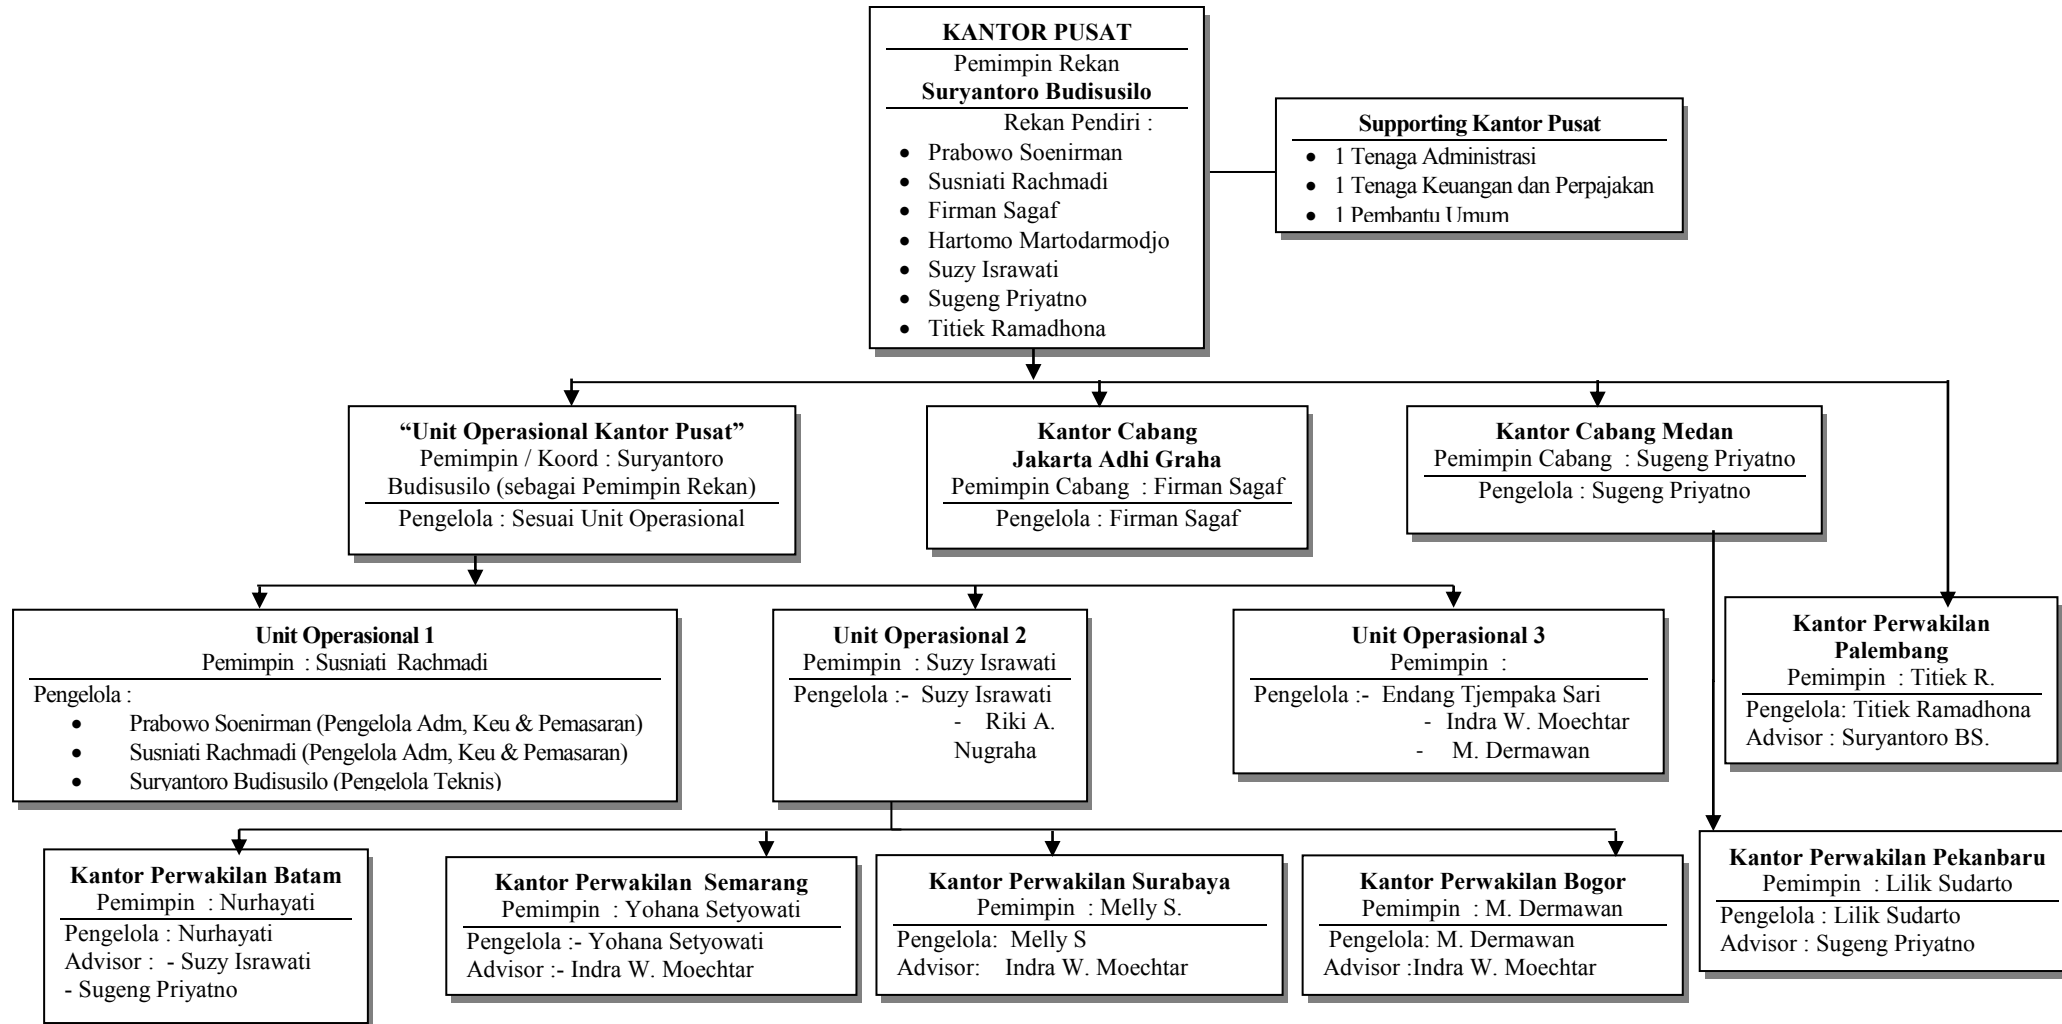 KANTOR PUSAT
Pemimpin Rekan
Suryantoro Budisusilo
Rekan Pendiri :
• Prabowo Soenirman
• Susniati Rachmadi
• Firman Sagaf
• Hartomo Martodarmodjo
• Suzy Israwati
• Sugeng Priyatno
• Titiek Ramadhona
Supporting Kantor Pusat
• 1 Tenaga Administrasi
• 1 Tenaga Keuangan dan Perpajakan
• 1 Pembantu Umum
“Unit Operasional Kantor Pusat”
Pemimpin / Koord : Suryantoro
Budisusilo (sebagai Pemimpin Rekan)
Pengelola : Sesuai Unit Operasional
Kantor Cabang
Jakarta Adhi Graha
Pemimpin Cabang : Firman Sagaf
Pengelola : Firman Sagaf
Kantor Cabang Medan
Pemimpin Cabang : Sugeng Priyatno
Pengelola : Sugeng Priyatno
Unit Operasional 1
Pemimpin : Susniati Rachmadi
Pengelola :
• Prabowo Soenirman (Pengelola Adm, Keu & Pemasaran)
• Susniati Rachmadi (Pengelola Adm, Keu & Pemasaran)
• Suryantoro Budisusilo (Pengelola Teknis)
Unit Operasional 2
Pemimpin : Suzy Israwati
Pengelola :- Suzy Israwati
- Riki A.
Nugraha
Unit Operasional 3
Pemimpin :
Pengelola :- Endang Tjempaka Sari
- Indra W. Moechtar
- M. Dermawan
Kantor Perwakilan
Palembang
Pemimpin : Titiek R.
Pengelola: Titiek Ramadhona
Advisor : Suryantoro BS.
Kantor Perwakilan Batam
Pemimpin : Nurhayati
Pengelola : Nurhayati
Advisor : - Suzy Israwati
- Sugeng Priyatno
Kantor Perwakilan Semarang
Pemimpin : Yohana Setyowati
Pengelola :- Yohana Setyowati
Advisor :- Indra W. Moechtar
Kantor Perwakilan Surabaya
Pemimpin : Melly S.
Pengelola: Melly S
Advisor: Indra W. Moechtar
Kantor Perwakilan Bogor
Pemimpin : M. Dermawan
Pengelola: M. Dermawan
Advisor :Indra W. Moechtar
Kantor Perwakilan Pekanbaru
Pemimpin : Lilik Sudarto
Pengelola : Lilik Sudarto
Advisor : Sugeng Priyatno